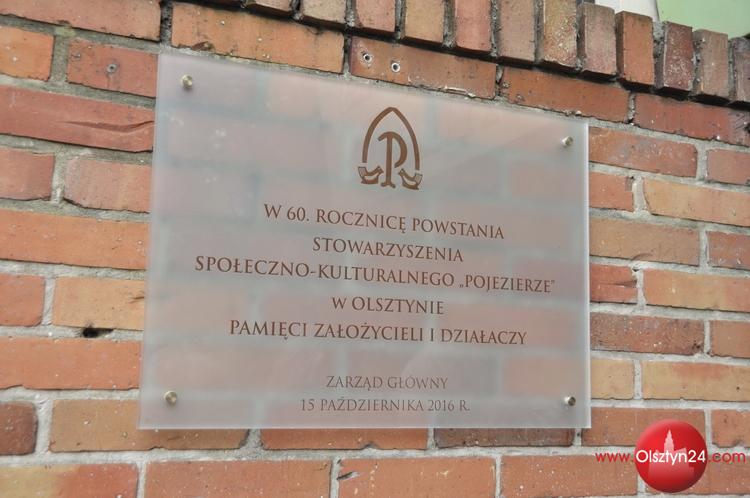 W 60. ROCZNICĘ POWSTANIA
STOWARZYSZENIA
SPOŁECZNO-KULTURALNEGO „POJEZIERZE”
W OLSZTYNIE
PAMIĘCI ZAŁOŻYCIELI I DZIAŁACZY
ZARZĄD GŁÓWNY
15 PAŹDZIERNIKA 2016 R.
www.Olsztyn24.com